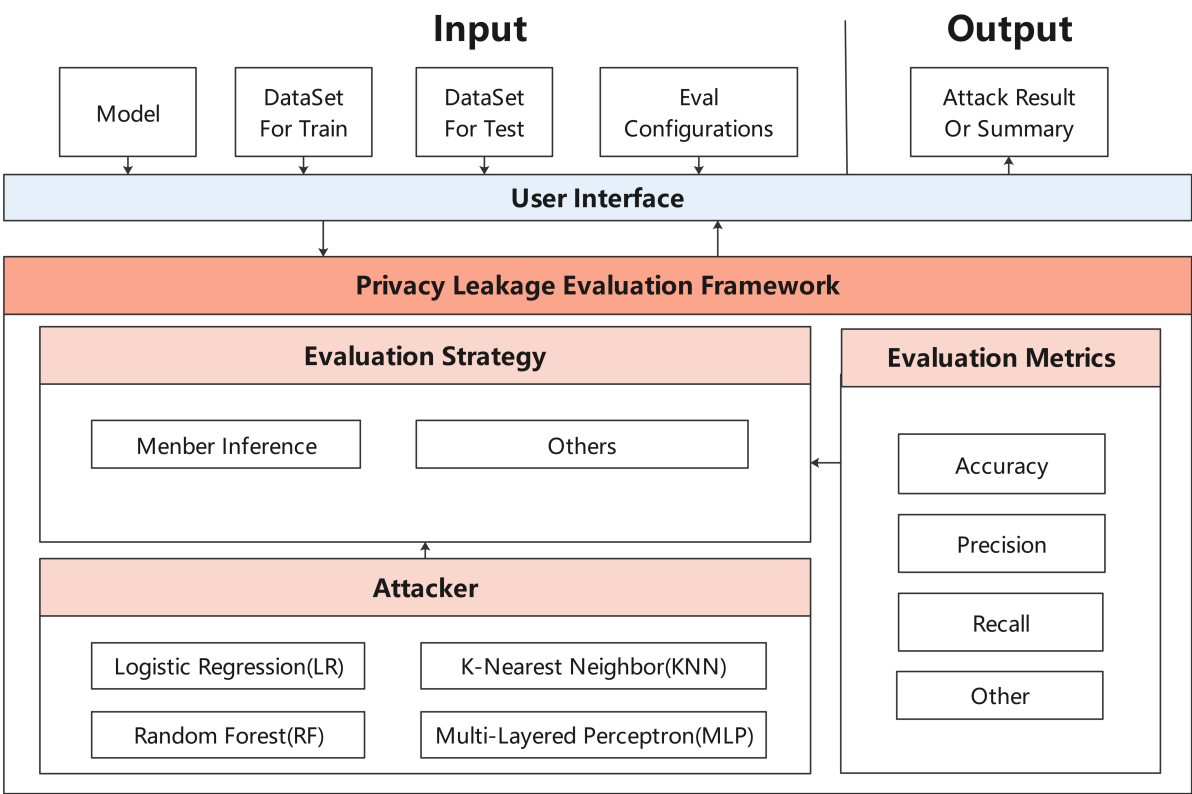 Input
Output
Model
DataSet
For Train
DataSet
For Test
Eval
Configurations
Attack Result
Or Summary
User Interface
Privacy Leakage Evaluation Framework
Evaluation Strategy
Menber Inference
Others
Evaluation Metrics
Accuracy
Precision
Recall
Other
Attacker
Logistic Regression(LR)
K-Nearest Neighbor(KNN)
Random Forest(RF)
Multi-Layered Perceptron(MLP)